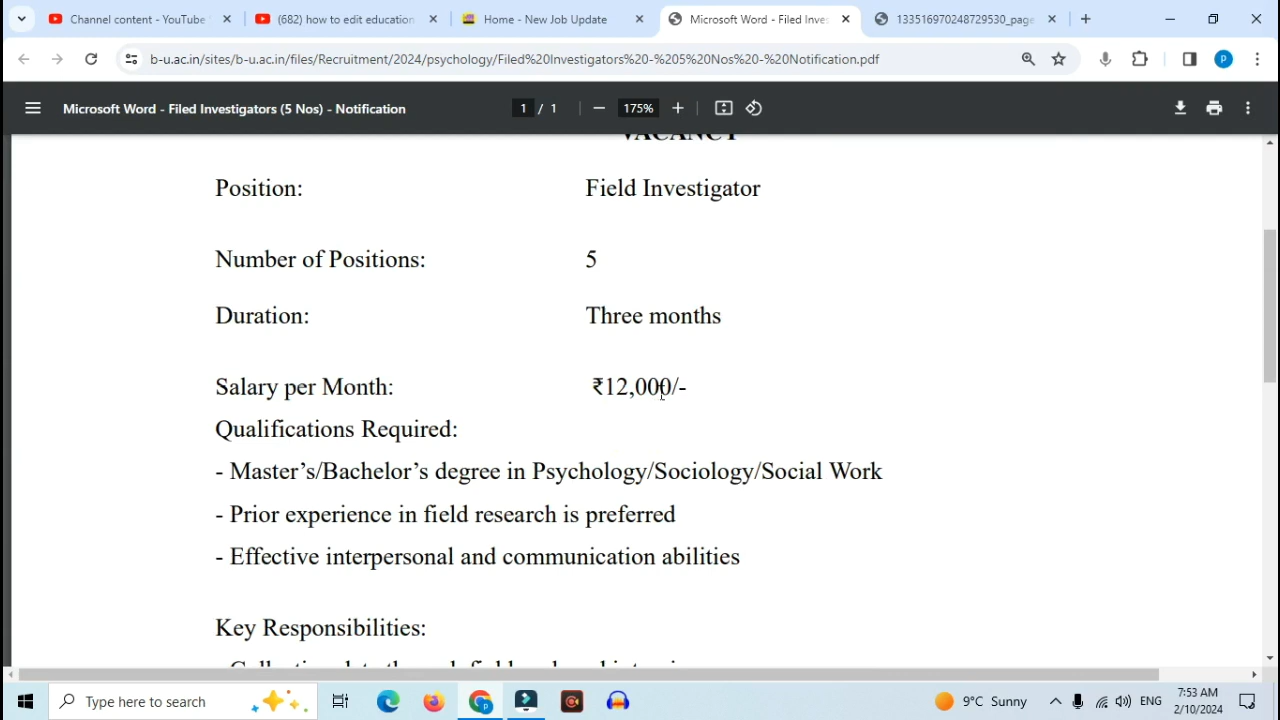 Channel content - YouTube
(682) how to edit education
Home - New Job Update
Microsoft Word - Filed Inves
1335516970248729530_page
b-u.ac.in/sites/b-u.ac.in/files/Recruitment/2024/psychology/Filed%20Investigators%20-%205%20Nos%20-%20Notification.pdf
P
Microsoft Word - Filed Investigators (5 Nos) - Notification
1 / 1
175%
VACANCY
Position: Field Investigator
Number of Positions: 5
Duration: Three months
Salary per Month: ₹12,000/-
Qualifications Required:
- Master’s/Bachelor’s degree in Psychology/Sociology/Social Work
- Prior experience in field research is preferred
- Effective interpersonal and communication abilities
Key Responsibilities:
Type here to search
9°C Sunny
ENG
7:53 AM
2/10/2024